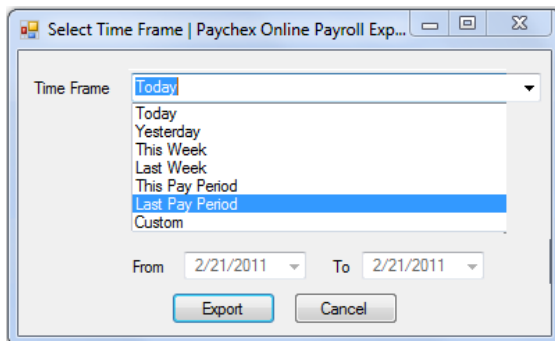 Select Time Frame | Paychex Online Payroll Exp...
Time Frame Today
Today
Yesterday
This Week
Last Week
This Pay Period
Last Pay Period
Custom
From 2/21/2011 To 2/21/2011
Export Cancel